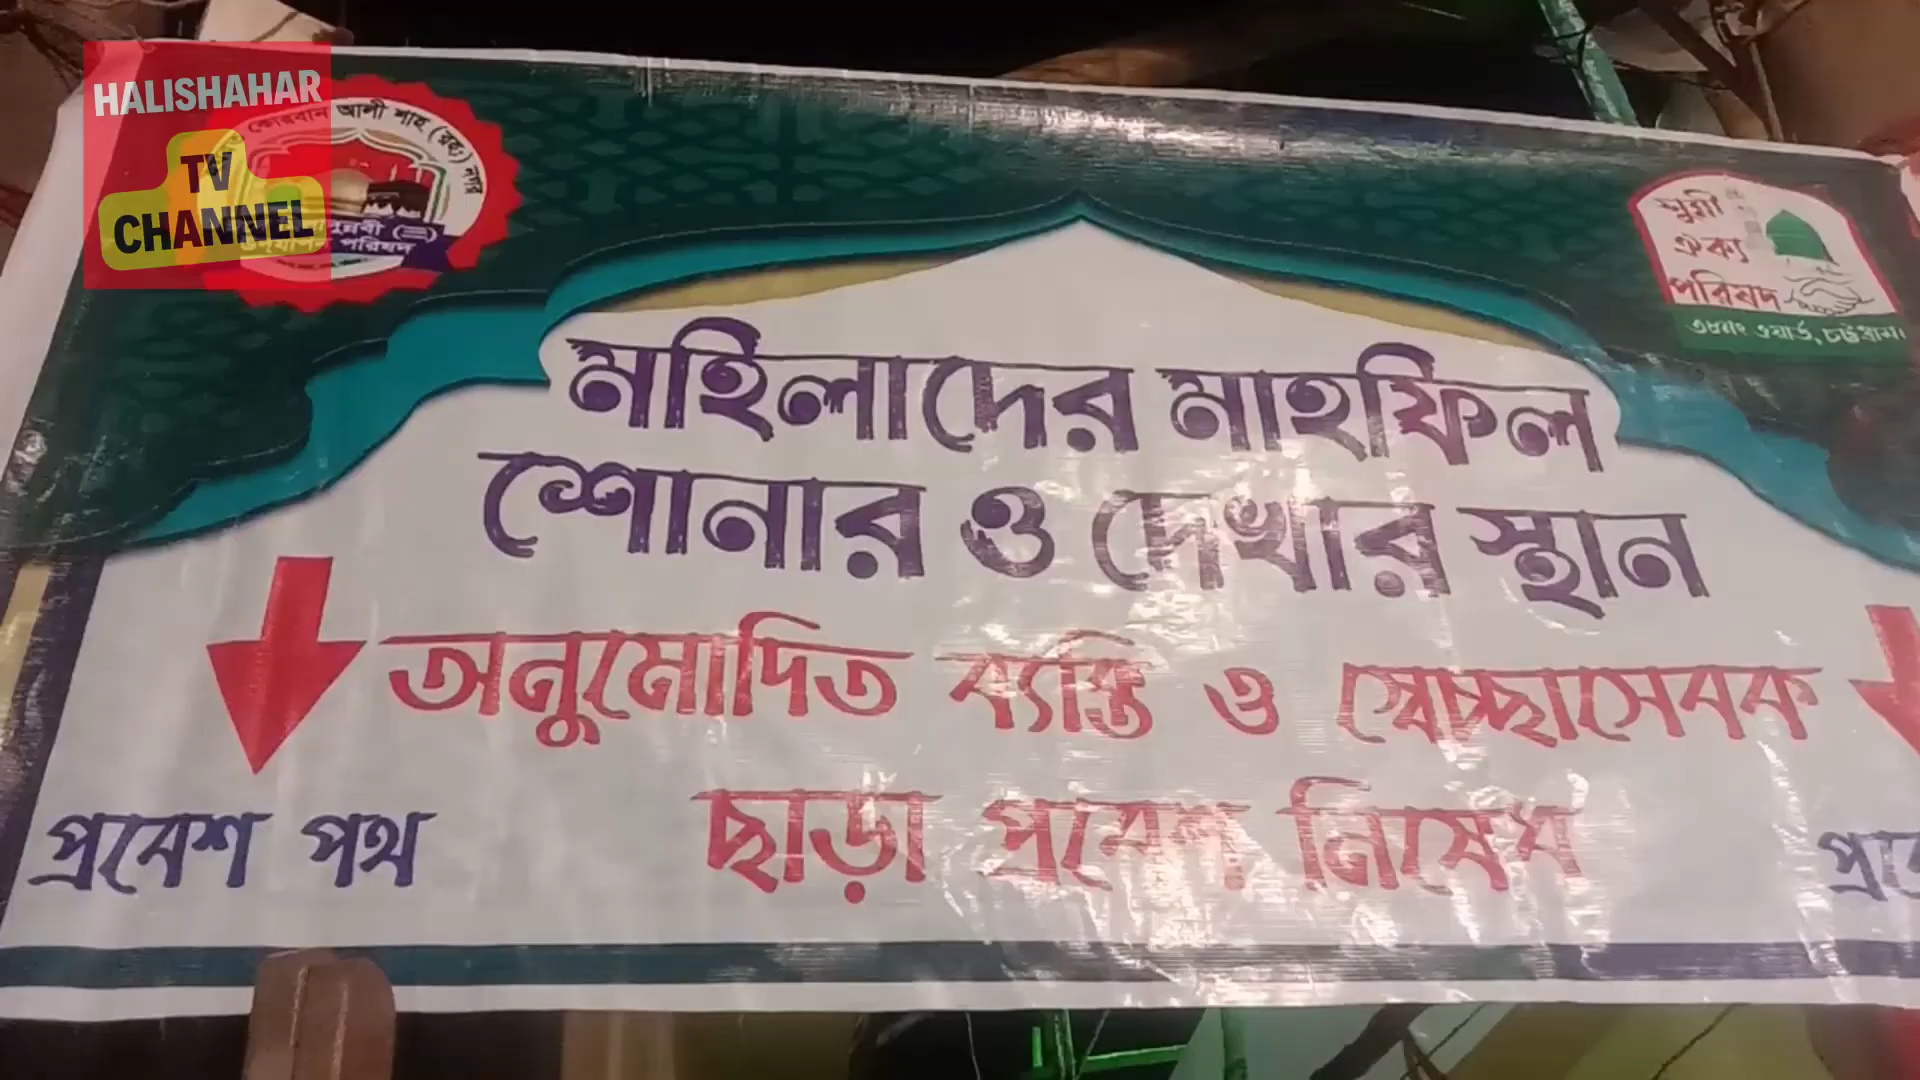 HALISHAHAR
TV
CHANNEL
কোরবান আলী শাহ (রহঃ) নগর
পরিষদ
সুন্নী
ঐক্য
পরিষদ
৩৮নং ওয়ার্ড, চট্টগ্রাম।
মহিলাদের মাহফিল
শোনার ও দেখার স্থান
অনুমোদিত ব্যক্তি ও স্বেচ্ছাসেবক
ছাড়া প্রবেশ নিষেধ
প্রবেশ পথ